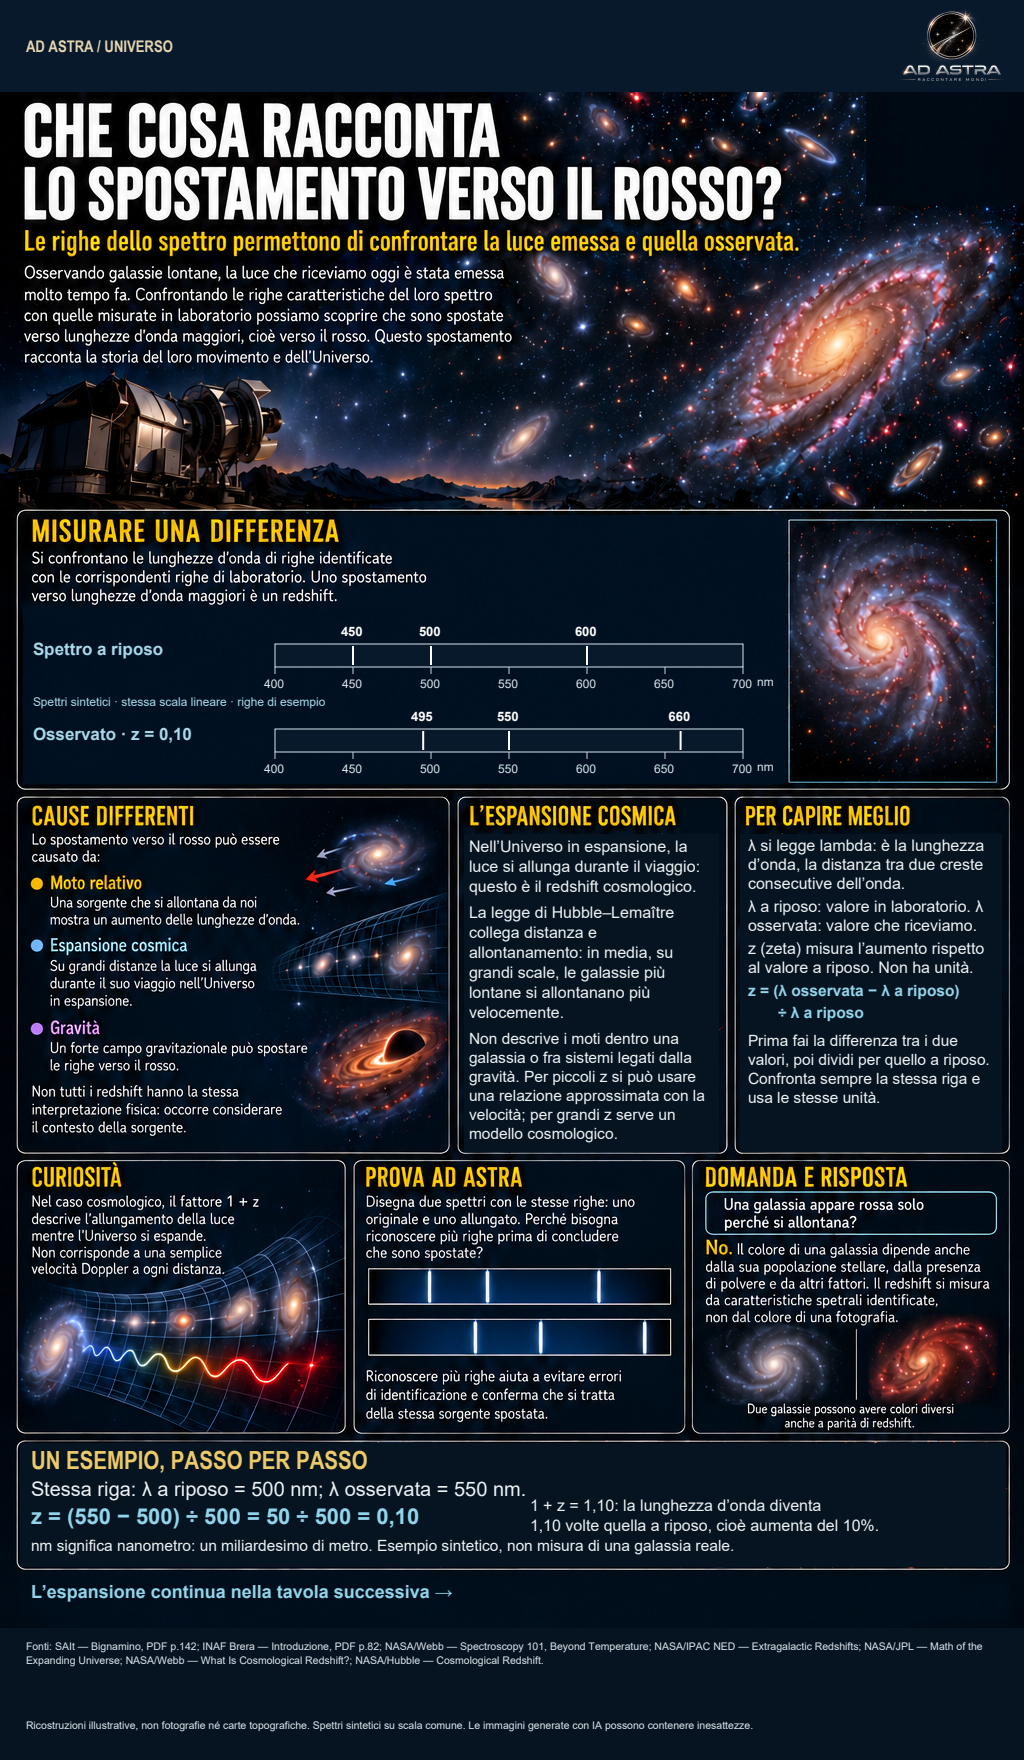 AD ASTRA / UNIVERSO
AD ASTRA
RACCONTARE MONDI
CHE COSA RACCONTA
LO SPOSTAMENTO VERSO IL ROSSO?
Le righe dello spettro permettono di confrontare la luce emessa e quella osservata.
Osservando galassie lontane, la luce che riceviamo oggi è stata emessa
molto tempo fa. Confrontando le righe caratteristiche del loro spettro
con quelle misurate in laboratorio possiamo scoprire che sono spostate
verso lunghezze d'onda maggiori, cioè verso il rosso. Questo spostamento
racconta la storia del loro movimento e dell'Universo.
MISURARE UNA DIFFERENZA
Si confrontano le lunghezze d'onda di righe identificate
con le corrispondenti righe di laboratorio. Uno spostamento
verso lunghezze d'onda maggiori è un redshift.
450 500 600
Spettro a riposo
400 450 500 550 600 650 700 nm
Spettri sintetici · stessa scala lineare · righe di esempio
495 550 660
Osservato · z = 0,10
400 450 500 550 600 650 700 nm
CAUSE DIFFERENTI
Lo spostamento verso il rosso può essere
causato da:
Moto relativo
Una sorgente che si allontana da noi
mostra un aumento delle lunghezze d'onda.
Espansione cosmica
Su grandi distanze la luce si allunga
durante il suo viaggio nell'Universo
in espansione.
Gravità
Un forte campo gravitazionale può spostare
le righe verso il rosso.
Non tutti i redshift hanno la stessa
interpretazione fisica: occorre considerare
il contesto della sorgente.
L'ESPANSIONE COSMICA
Nell'Universo in espansione, la
luce si allunga durante il viaggio:
questo è il redshift cosmologico.
La legge di Hubble–Lemaître
collega distanza e
allontanamento: in media, su
grandi scale, le galassie più
lontane si allontanano più
velocemente.
Non descrive i moti dentro una
galassia o fra sistemi legati dalla
gravità. Per piccoli z si può usare
una relazione approssimata con la
velocità; per grandi z serve un
modello cosmologico.
PER CAPIRE MEGLIO
λ si legge lambda: è la lunghezza
d'onda, la distanza tra due creste
consecutive dell'onda.
λ a riposo: valore in laboratorio. λ
osservata: valore che riceviamo.
z (zeta) misura l'aumento rispetto
al valore a riposo. Non ha unità.
z = (λ osservata − λ a riposo)
÷ λ a riposo
Prima fai la differenza tra i due
valori, poi dividi per quello a riposo.
Confronta sempre la stessa riga e
usa le stesse unità.
CURIOSITÀ
Nel caso cosmologico, il fattore 1 + z
descrive l'allungamento della luce
mentre l'Universo si espande.
Non corrisponde a una semplice
velocità Doppler a ogni distanza.
PROVA AD ASTRA
Disegna due spettri con le stesse righe: uno
originale e uno allungato. Perché bisogna
riconoscere più righe prima di concludere
che sono spostate?
Riconoscere più righe aiuta a evitare errori
di identificazione e conferma che si tratta
della stessa sorgente spostata.
DOMANDA E RISPOSTA
Una galassia appare rossa solo
perché si allontana?
No. Il colore di una galassia dipende anche
dalla sua popolazione stellare, dalla presenza
di polvere e da altri fattori. Il redshift si misura
da caratteristiche spetrali identificate,
non dal colore di una fotografia.
Due galassie possono avere colori diversi
anche a parità di redshift.
UN ESEMPIO, PASSO PER PASSO
Stessa riga: λ a riposo = 500 nm; λ osservata = 550 nm.
z = (550 − 500) ÷ 500 = 50 ÷ 500 = 0,10
1 + z = 1,10: la lunghezza d'onda diventa
1,10 volte quella a riposo, cioè aumenta del 10%.
nm significa nanometro: un miliardesimo di metro. Esempio sintetico, non misura di una galassia reale.
L'espansione continua nella tavola successiva →
Fonti: SAIt — Bignamino, PDF p.142; INAF Brera — Introduzione, PDF p.82; NASA/Webb — Spectroscopy 101, Beyond Temperature; NASA/IPAC NED — Extragalactic Redshifts; NASA/JPL — Math of the
Expanding Universe; NASA/Webb — What Is Cosmological Redshift?; NASA/Hubble — Cosmological Redshift.
Ricostruzioni illustrative, non fotografie né carte topografiche. Spettri sintetici su scala comune. Le immagini generate con IA possono contenere inesattezze.